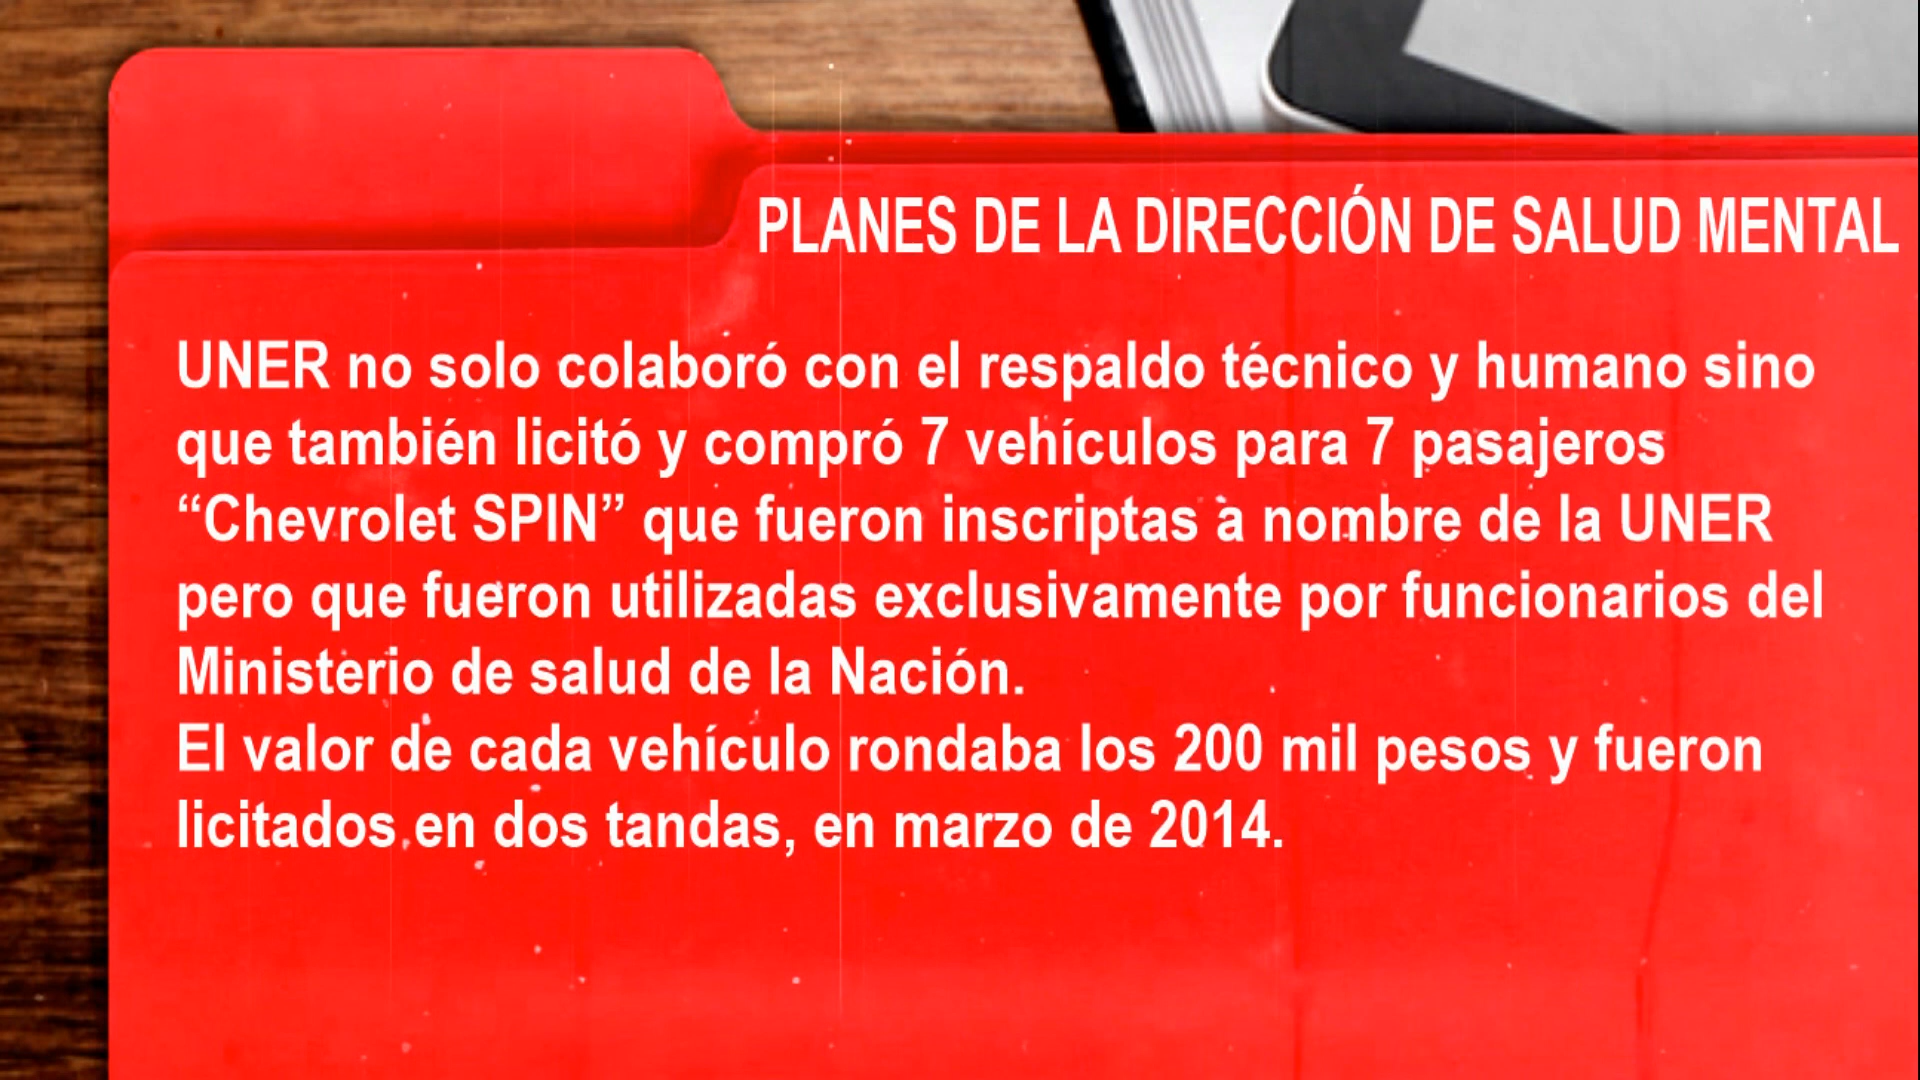 PLANES DE LA DIRECCIÓN DE SALUD MENTAL
UNER no solo colaboró con el respaldo técnico y humano sino
que también licitó y compró 7 vehículos para 7 pasajeros
“Chevrolet SPIN” que fueron inscriptas a nombre de la UNER
pero que fueron utilizadas exclusivamente por funcionarios del
Ministerio de salud de la Nación.
El valor de cada vehículo rondaba los 200 mil pesos y fueron
licitados en dos tandas, en marzo de 2014.